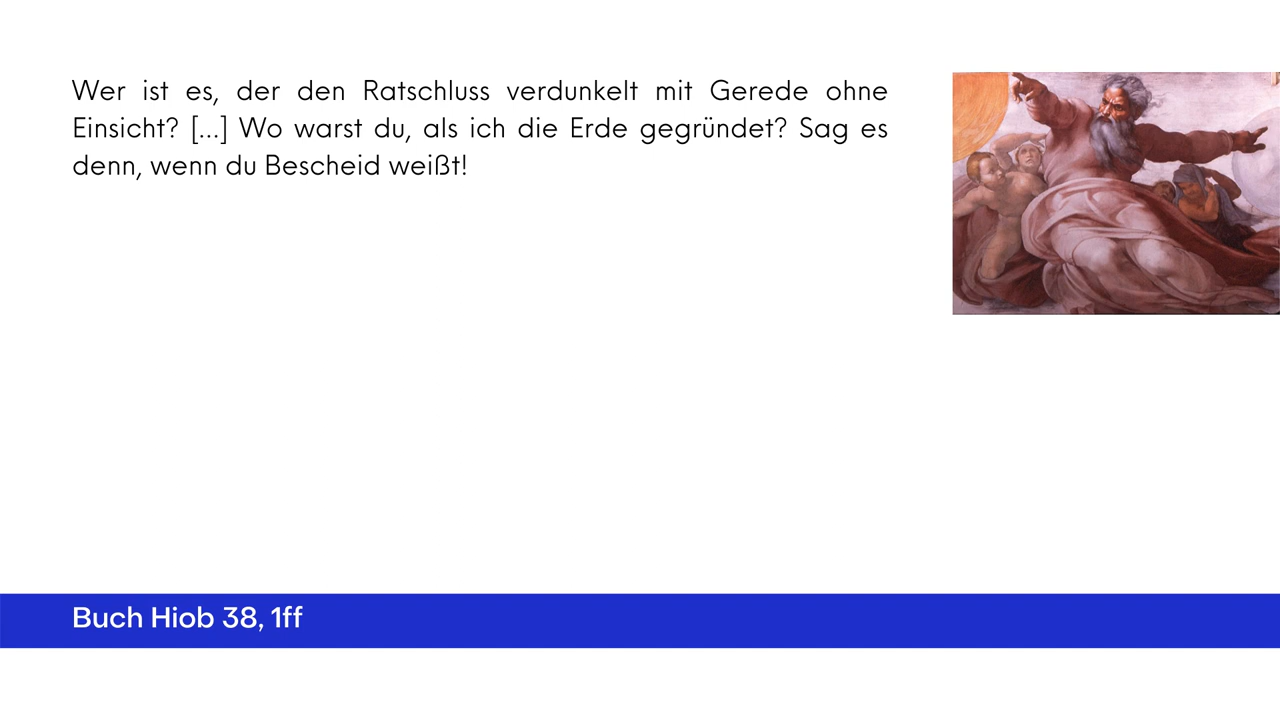 Wer ist es, der den Ratschluss verdunkelt mit Gerede ohne
Einsicht? [...] Wo warst du, als ich die Erde gegründet? Sag es
denn, wenn du Bescheid weißt!
Buch Hiob 38, 1ff